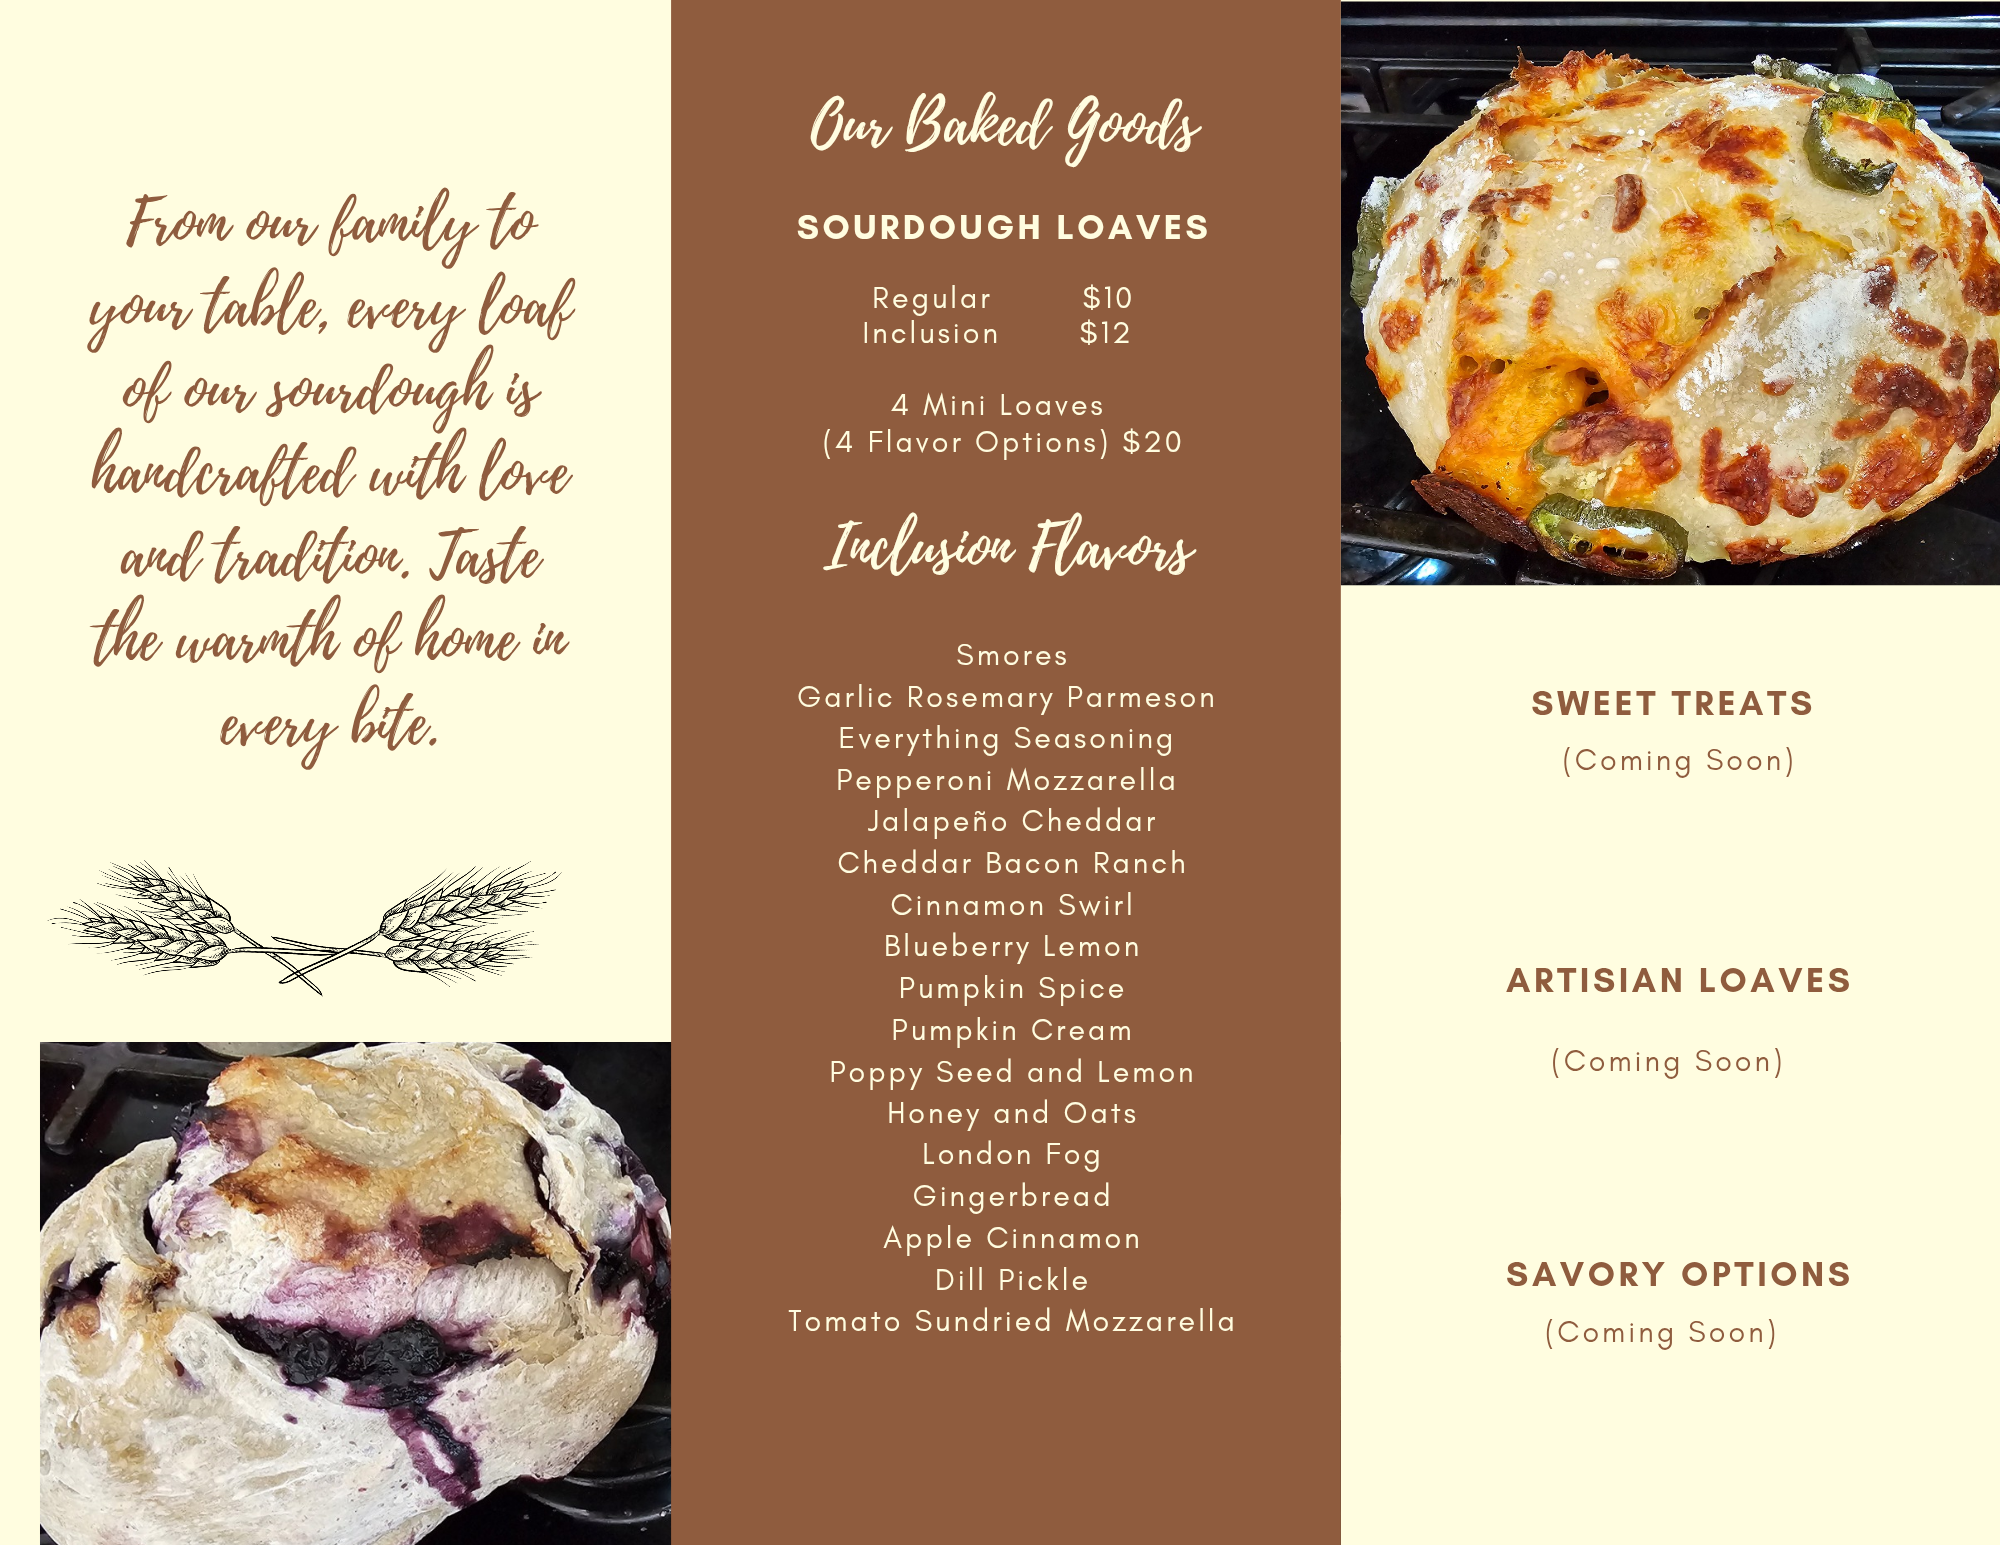 From our family to
your table, every loaf
of our sourdough is
handcrafted with love
and tradition. Taste
the warmth of home in
every bite.
Our Baked Goods
SOURDOUGH LOAVES
Regular $10
Inclusion $12
4 Mini Loaves
(4 Flavor Options) $20
Inclusion Flavors
Smores
Garlic Rosemary Parmeson
Everything Seasoning
Pepperoni Mozzarella
Jalapeño Cheddar
Cheddar Bacon Ranch
Cinnamon Swirl
Blueberry Lemon
Pumpkin Spice
Pumpkin Cream
Poppy Seed and Lemon
Honey and Oats
London Fog
Gingerbread
Apple Cinnamon
Dill Pickle
Tomato Sundried Mozzarella
SWEET TREATS
(Coming Soon)
ARTISIAN LOAVES
(Coming Soon)
SAVORY OPTIONS
(Coming Soon)